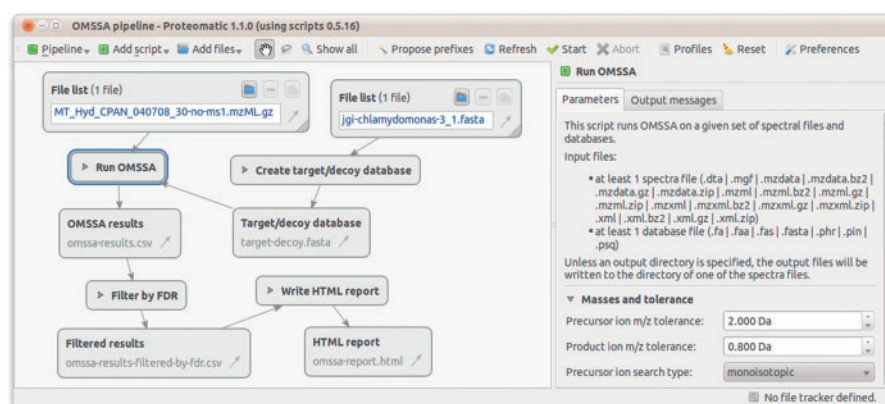 OMSSA pipeline - Proteomatic 1.1.0 (using scripts 0.5.16)
Pipeline Add script Add files Show all Propose prefixes Refresh Start Abort Profiles Reset Preferences
File list (1 file)
MT_Hyd_CPAN_040708_30-no-ms1.mzML.gz
File list (1 file)
jgi-chlamydomonas-3_1.fasta
Run OMSSA
Create target/decoy database
OMSSA results
omssa-results.csv
Target/decoy database
target-decoy.fasta
Filter by FDR
Write HTML report
Filtered results
omssa-results-filtered-by-fdr.csv
HTML report
omssa-report.html
Run OMSSA
Parameters Output messages
This script runs OMSSA on a given set of spectral files and
databases.
Input files:
• at least 1 spectra file (.dta | .mgf | .mzdata | .mzdata.bz2 |
.mzdata.gz | .mzdata.zip | .mzml | .mzml.bz2 | .mzml.gz |
.mzml.zip | .mzxml | .mzxml.bz2 | .mzxml.gz | .mzxml.zip |
.xml | .xml.bz2 | .xml.gz | .xml.zip)
• at least 1 database file (.fa | .faa | .fas | .fasta | .phr | .pin |
.psq)
Unless an output directory is specified, the output files will be
written to the directory of one of the spectra files.
Masses and tolerance
Precursor ion m/z tolerance: 2.000 Da
Product ion m/z tolerance: 0.800 Da
Precursor ion search type: monoisotopic
No file tracker defined.